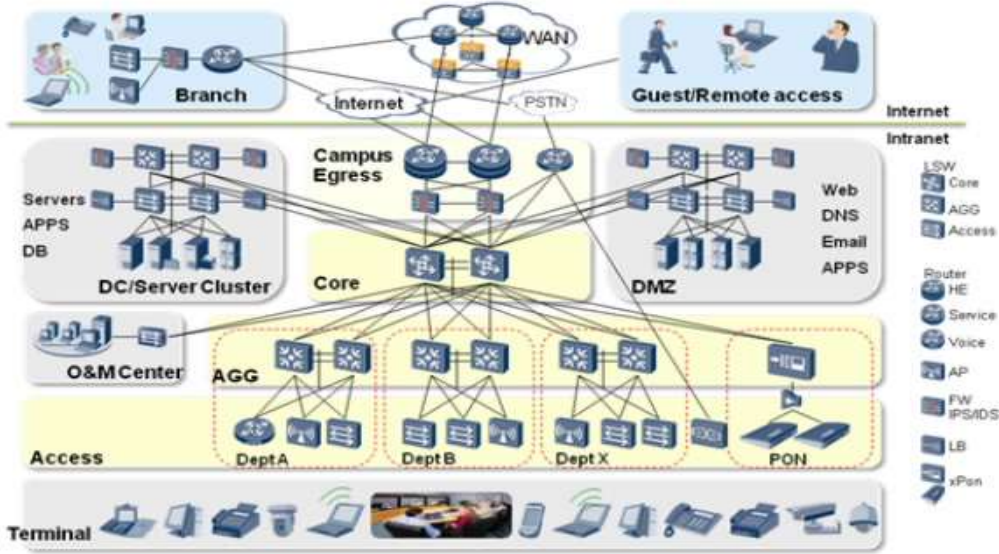 WAN
Branch
Internet
PSTN
Guest/Remote access
Internet
Intranet
Campus
Egress
Servers
APPS
DB
DC/Server Cluster
Core
DMZ
Web
DNS
Email
APPS
LSW
Core
AGG
Access
Router
HE
Service
Voice
AP
FW
IPS/IDS
LB
xPon
O&M Center
AGG
Access
Dept A
Dept B
Dept X
PON
Terminal